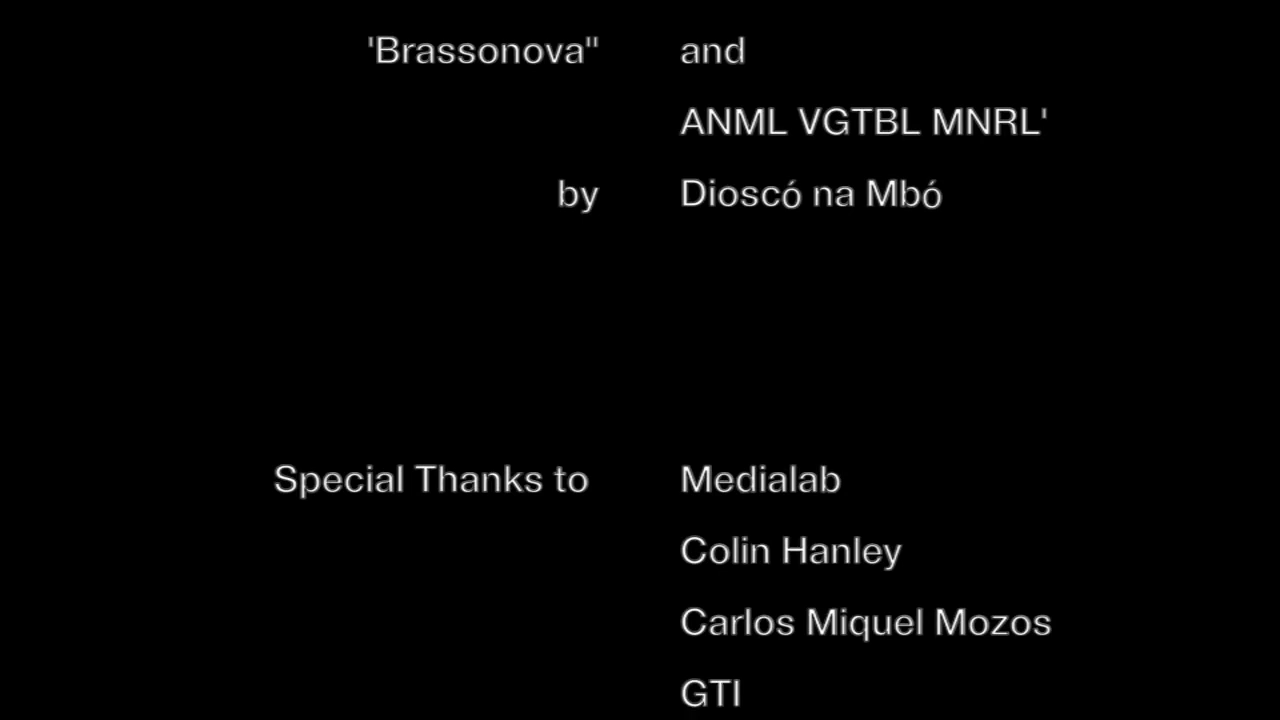 'Brassonova" and
ANML VGTBL MNRL'
by Dioscó na Mbó
Special Thanks to Medialab
Colin Hanley
Carlos Miquel Mozos
GTI